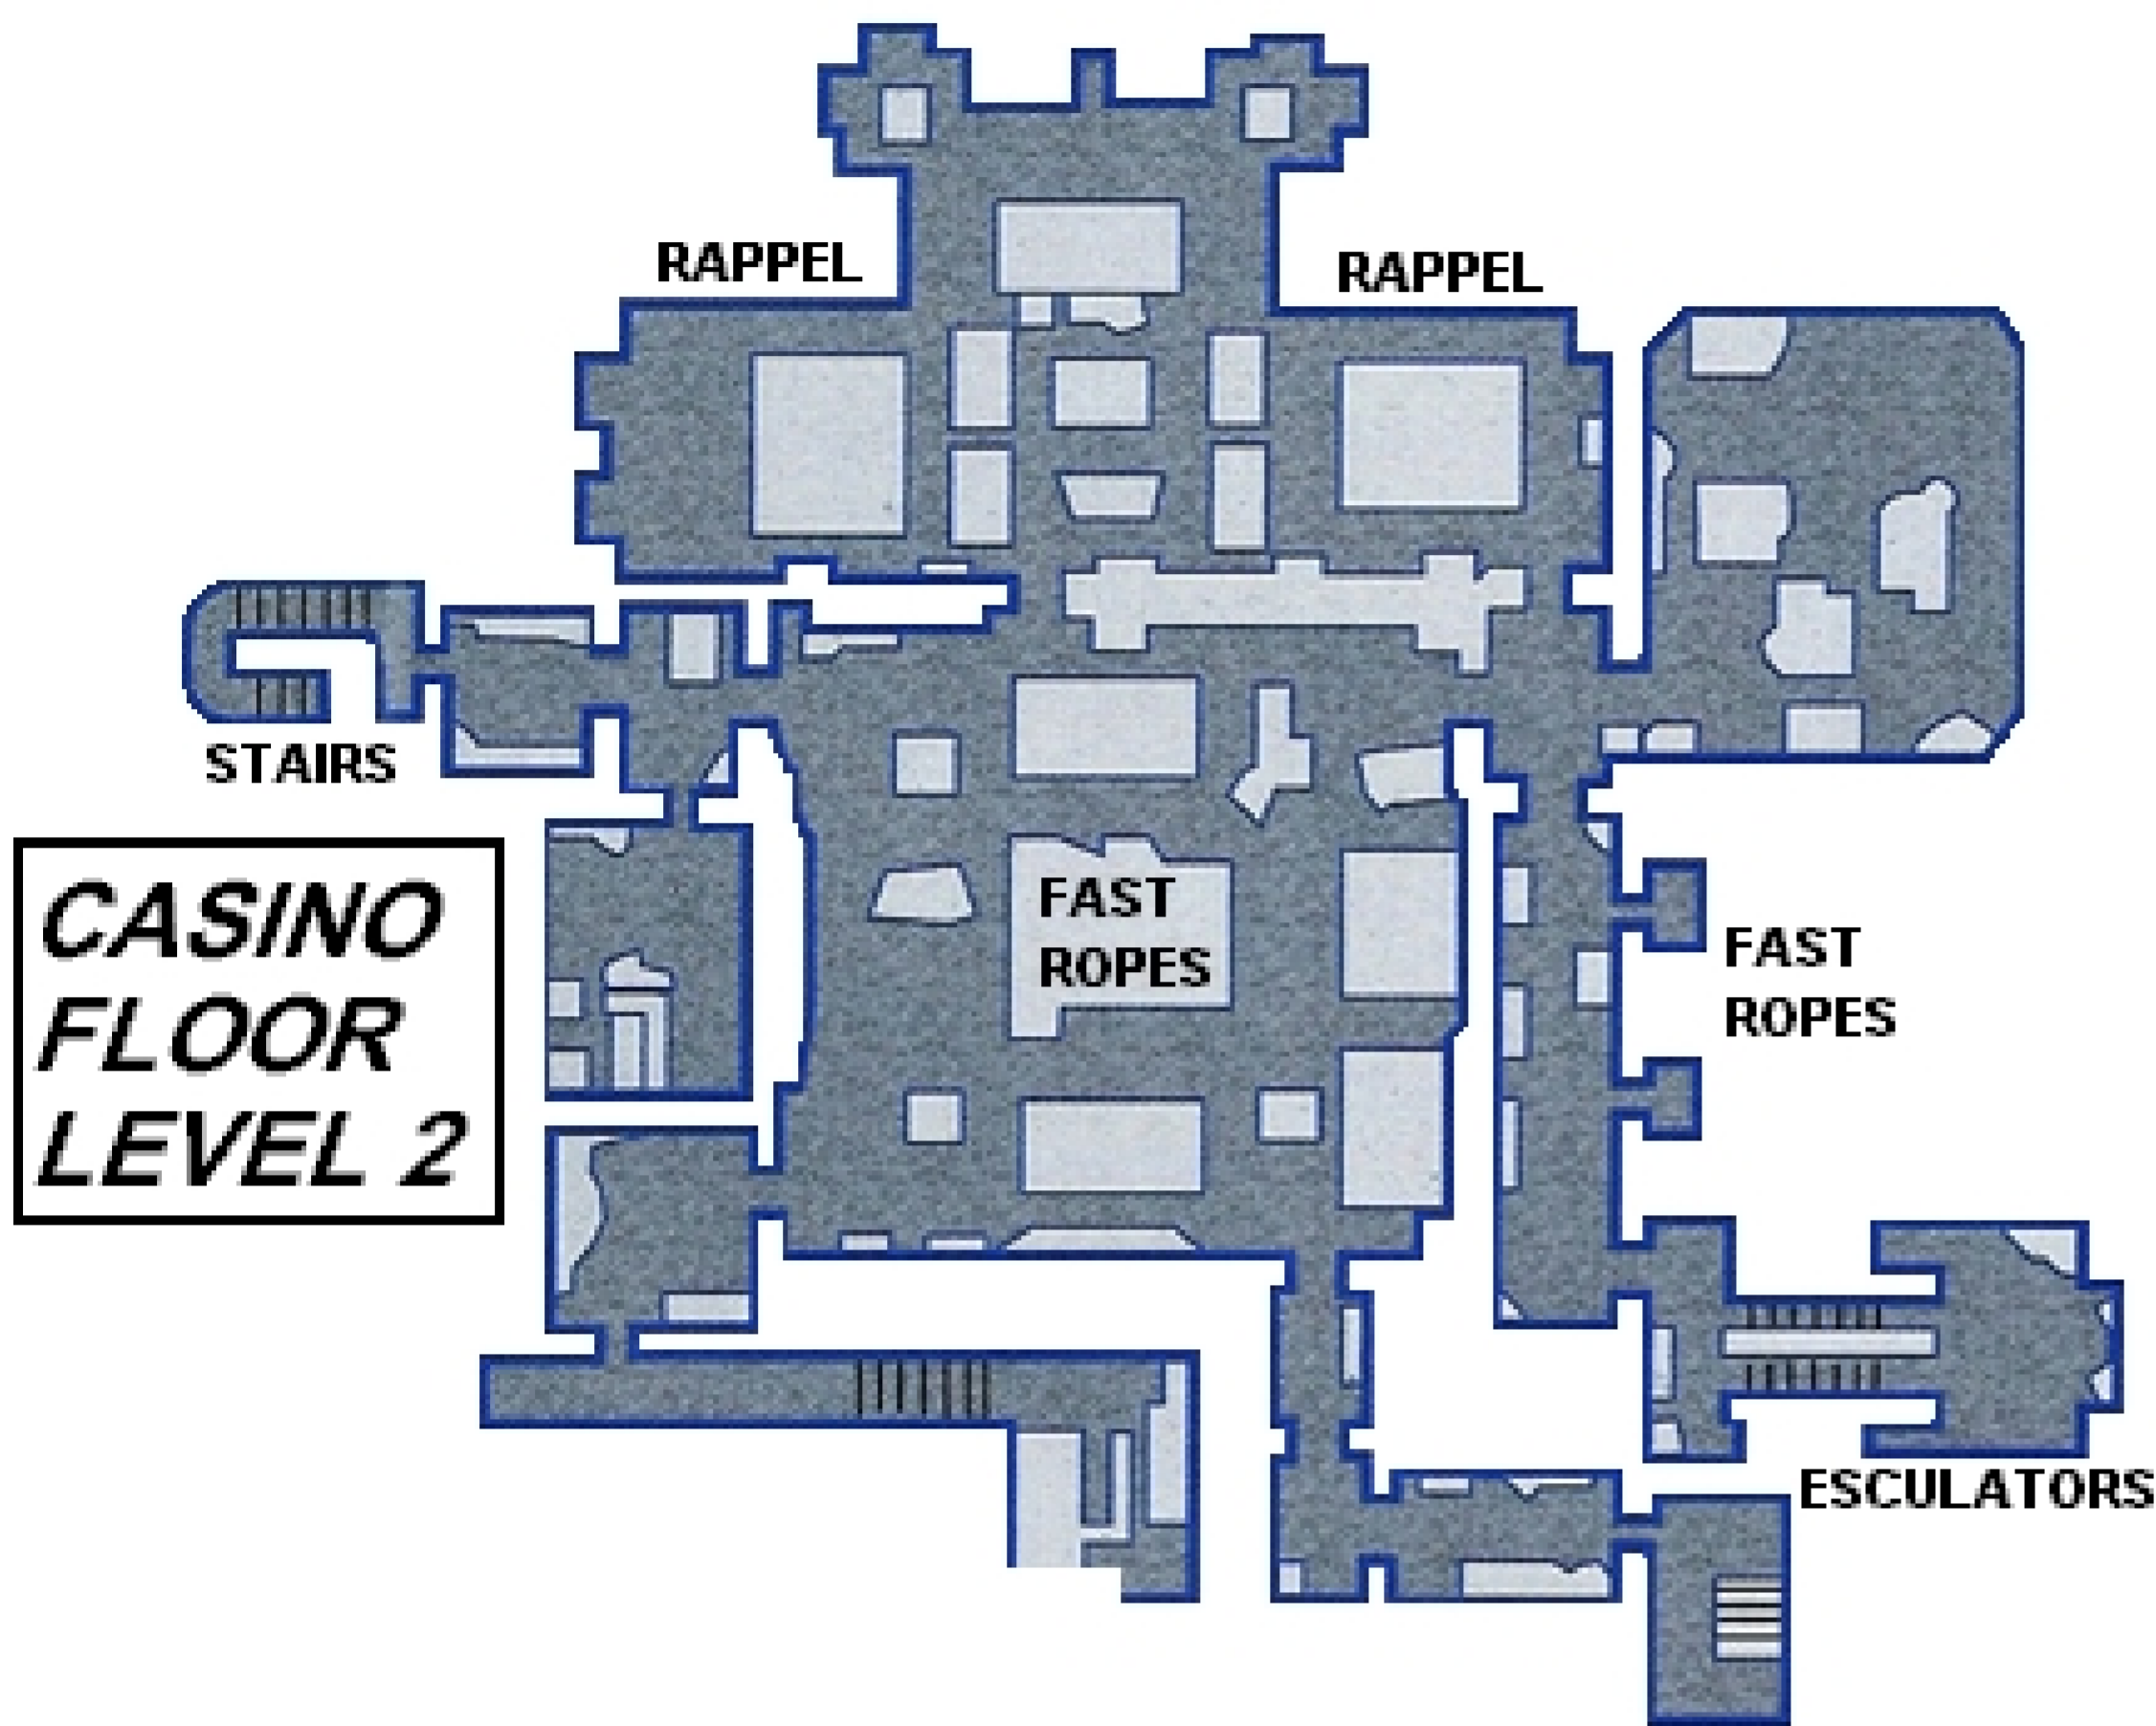 RAPPEL
RAPPEL
STAIRS
CASINO
FLOOR
LEVEL 2
FAST
ROPES
FAST
ROPES
ESCULATORS